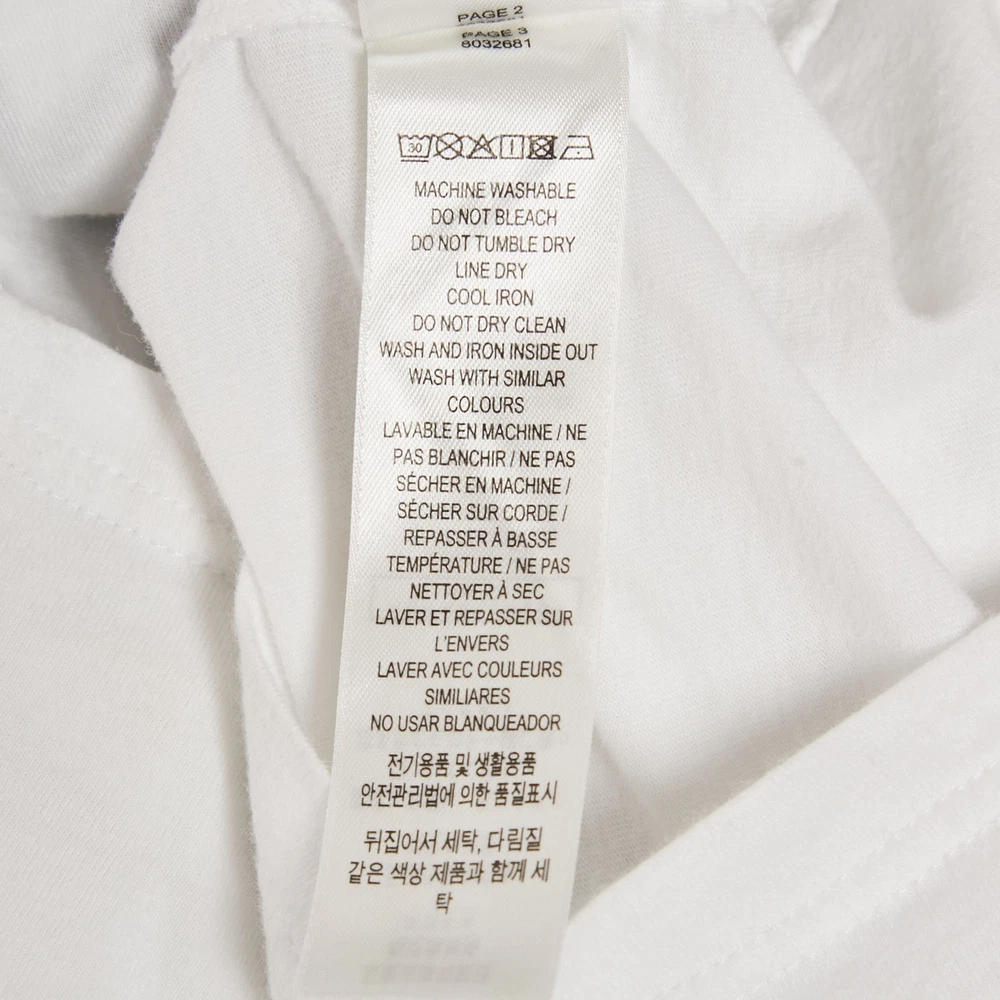 PAGE 2
PAGE 3
8032681
30
MACHINE WASHABLE
DO NOT BLEACH
DO NOT TUMBLE DRY
LINE DRY
COOL IRON
DO NOT DRY CLEAN
WASH AND IRON INSIDE OUT
WASH WITH SIMILAR
COLOURS
LAVABLE EN MACHINE / NE
PAS BLANCHIR / NE PAS
SÉCHER EN MACHINE /
SÉCHER SUR CORDE /
REPASSER À BASSE
TEMPÉRATURE / NE PAS
NETTOYER À SEC
LAVER ET REPASSER SUR
L'ENVERS
LAVER AVEC COULEURS
SIMILIARES
NO USAR BLANQUEADOR
전기용품 및 생활용품
안전관리법에 의한 품질표시
뒤집어서 세탁, 다림질
같은 색상 제품과 함께 세
탁